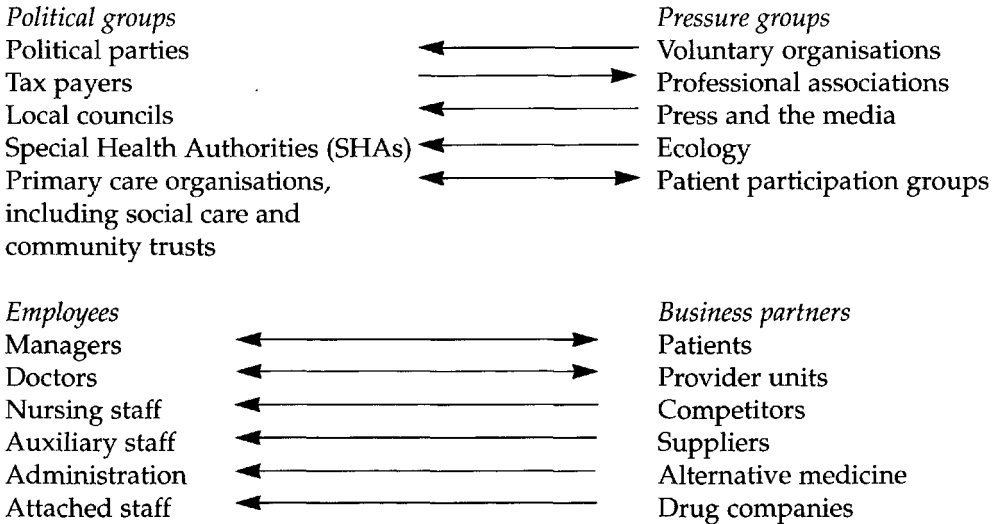 Political groups Pressure groups
Political parties Voluntary organisations
Tax payers Professional associations
Local councils Press and the media
Special Health Authorities (SHAs) Ecology
Primary care organisations, Patient participation groups
including social care and
community trusts
Employees Business partners
Managers Patients
Doctors Provider units
Nursing staff Competitors
Auxiliary staff Suppliers
Administration Alternative medicine
Attached staff Drug companies